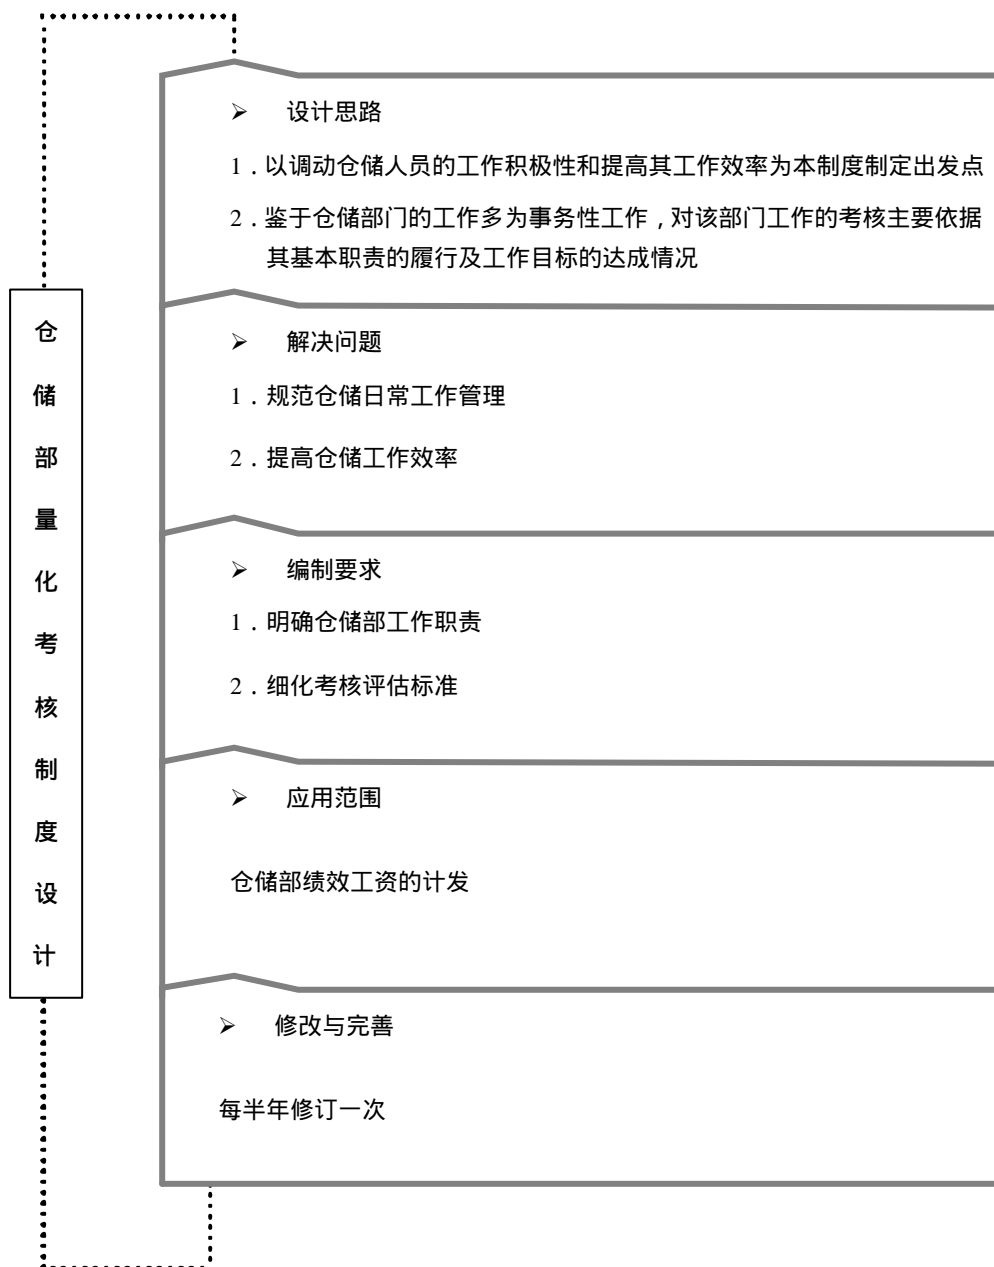 仓储部量化考核制度设计
➢ 设计思路
1．以调动仓储人员的工作积极性和提高其工作效率为本制度制定出发点
2．鉴于仓储部门的工作多为事务性工作，对该部门工作的考核主要依据
其基本职责的履行及工作目标的达成情况
➢ 解决问题
1．规范仓储日常工作管理
2．提高仓储工作效率
➢ 编制要求
1．明确仓储部工作职责
2．细化考核评估标准
➢ 应用范围
仓储部绩效工资的计发
➢ 修改与完善
每半年修订一次